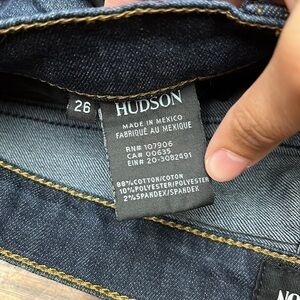 26
HUDSON
MADE IN MEXICO
FABRIQUÉ AU MEXIQUE
RN# 107906
CA# 00635
EIN# 20-3082491
88%COTTON/COTON
10%POLYESTER/POLYESTER
2%SPANDEX/SPANDEX
NO